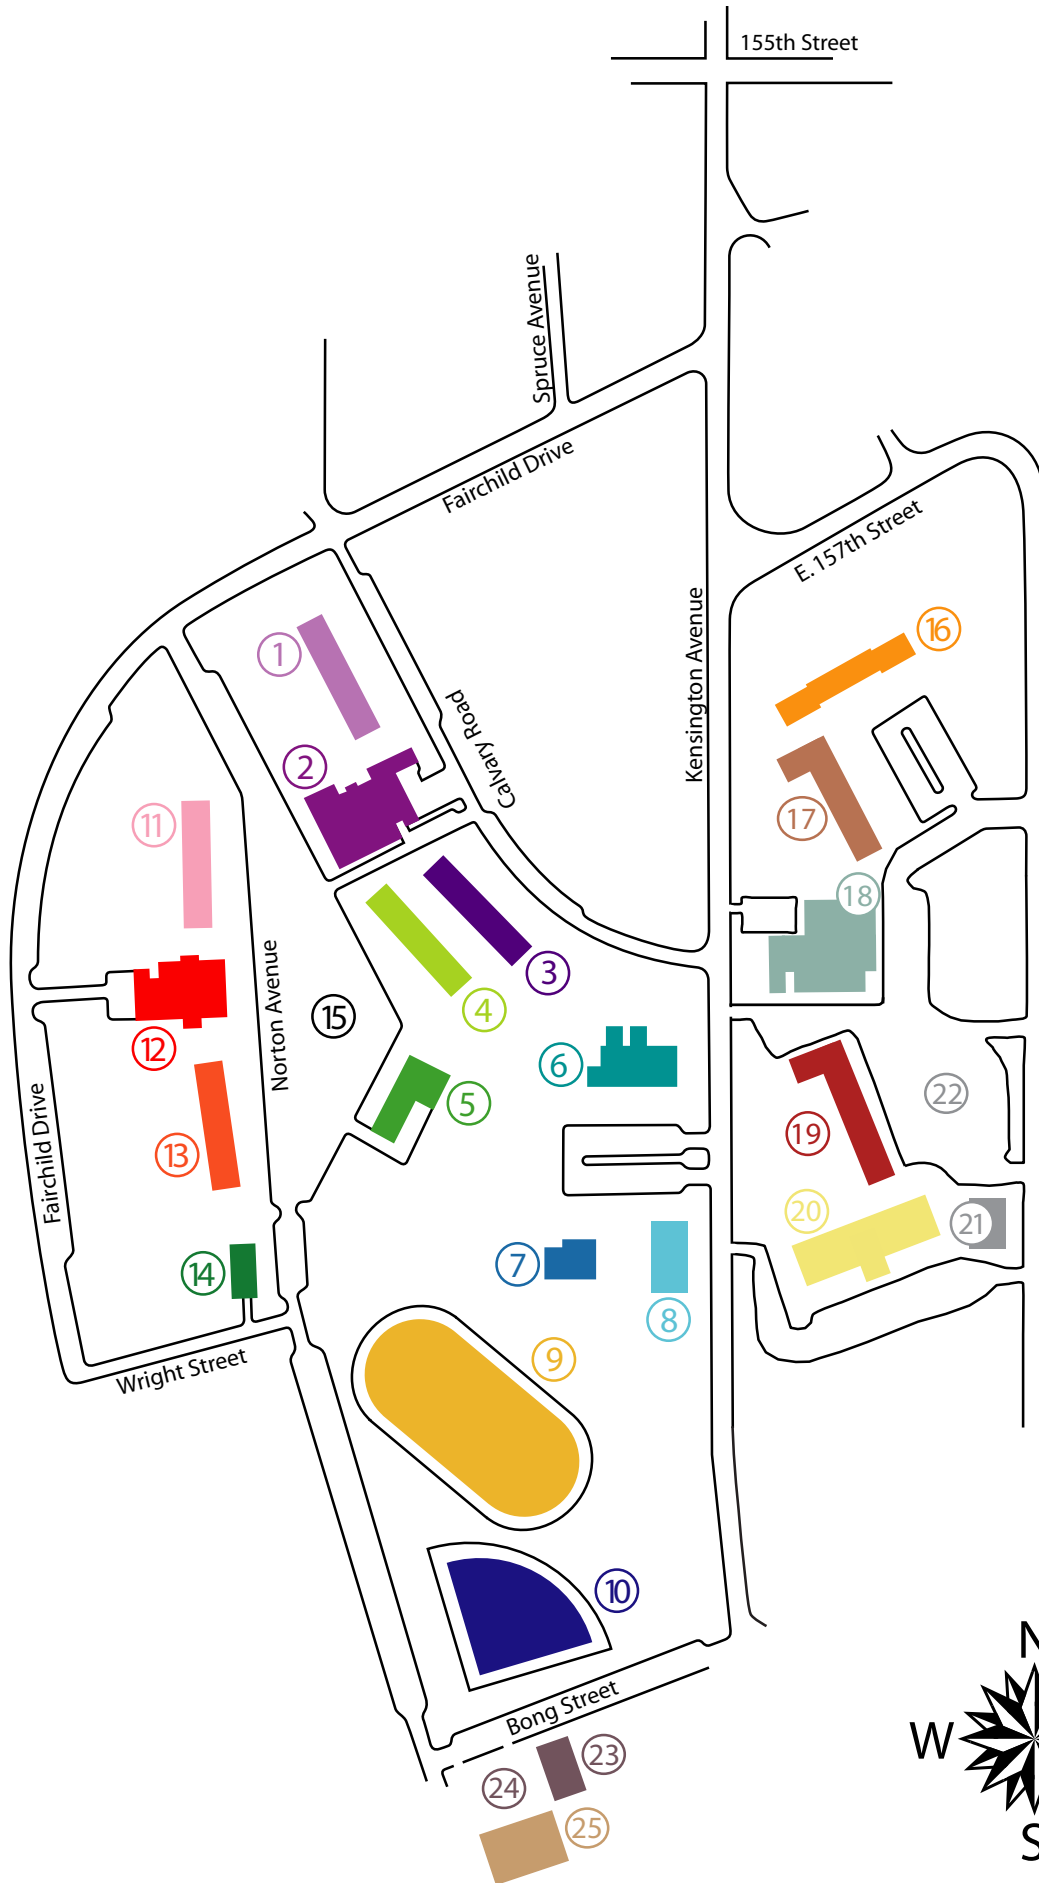 155th Street
Spruce Avenue
Fairchild Drive
E. 157th Street
Kensington Avenue
16
1
Calvary Road
2
11
17
18
3
4
15
Norton Avenue
12
6
5
22
Fairchild Drive
19
13
20
21
7
14
8
9
Wright Street
10
N
Bong Street
W
23
24
25
S